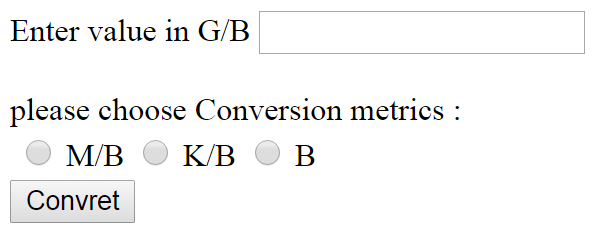 Enter value in G/B
please choose Conversion metrics :
M/B K/B B
Convret